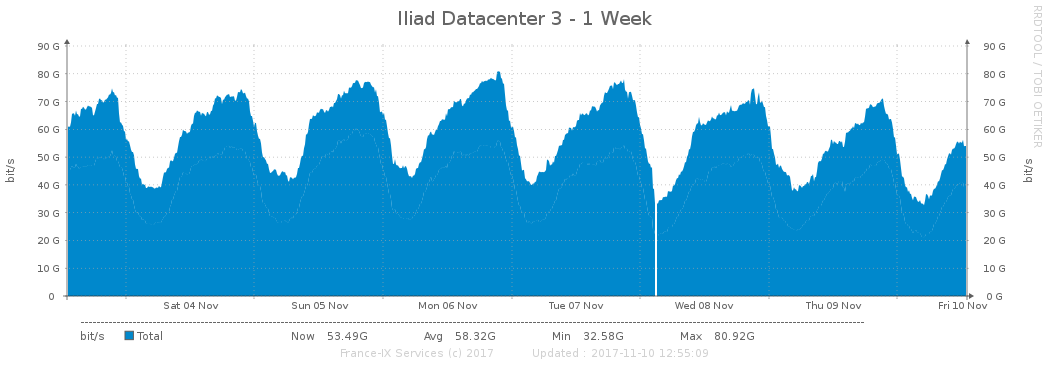 Iliad Datacenter 3 - 1 Week
RRDTOOL / TOBI OETIKER
90 G 90 G
80 G 80 G
70 G 70 G
60 G 60 G
50 G 50 G
40 G 40 G
30 G 30 G
20 G 20 G
10 G 10 G
0 0 G
bit/s bit/s
Sat 04 Nov Sun 05 Nov Mon 06 Nov Tue 07 Nov Wed 08 Nov Thu 09 Nov Fri 10 Nov
bit/s Total Now 53.49G Avg 58.32G Min 32.58G Max 80.92G
France-IX Services (c) 2017 Updated : 2017-11-10 12:55:09